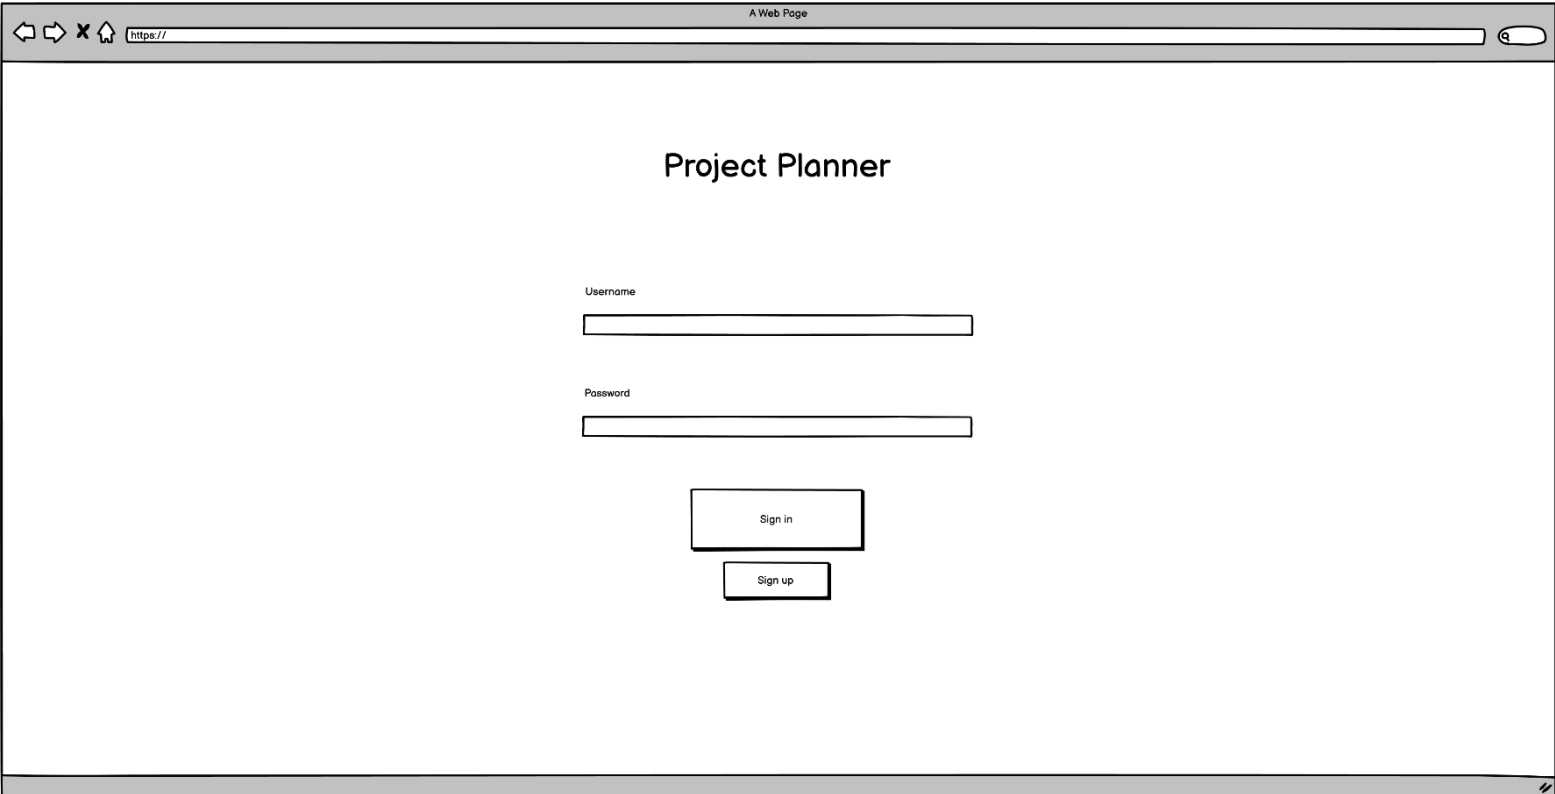 A Web Page
https://
Project Planner
Username
Password
Sign in
Sign up